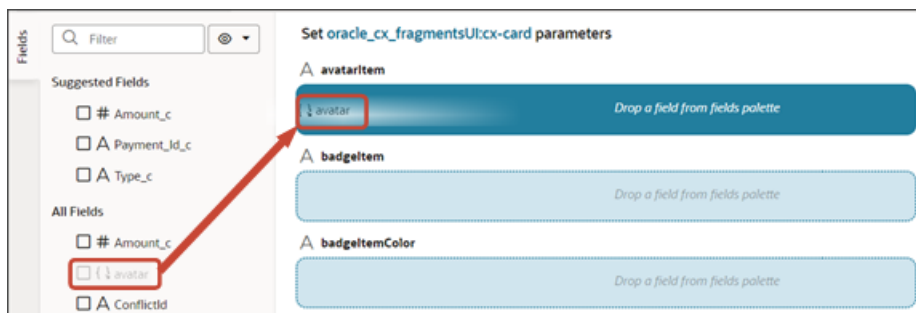 Fields
Filter
Suggested Fields
# Amount_c
A Payment_Id_c
A Type_c
All Fields
# Amount_c
{ } avatar
A ConflictId
Set oracle_cx_fragmentsUI:cx-card parameters
A avatarItem
{ } avatar
Drop a field from fields palette
A badgeItem
Drop a field from fields palette
A badgeItemColor
Drop a field from fields palette